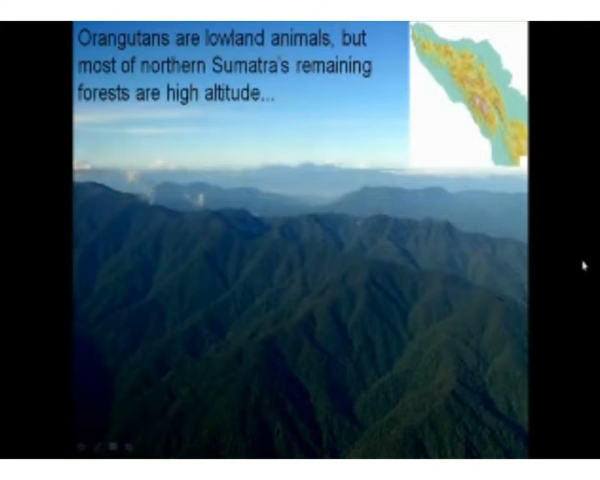 Orangutans are lowland animals, but
most of northern Sumatra's remaining
forests are high altitude...